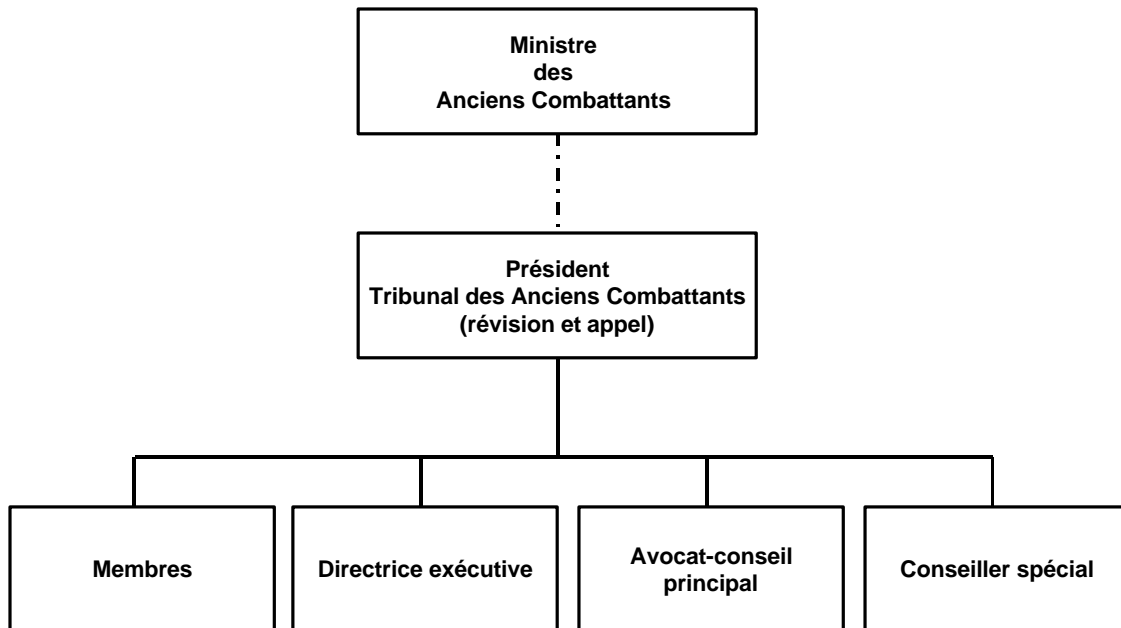 Ministre
des
Anciens Combattants
Président
Tribunal des Anciens Combattants
(révision et appel)
Membres
Directrice exécutive
Avocat-conseil
principal
Conseiller spécial